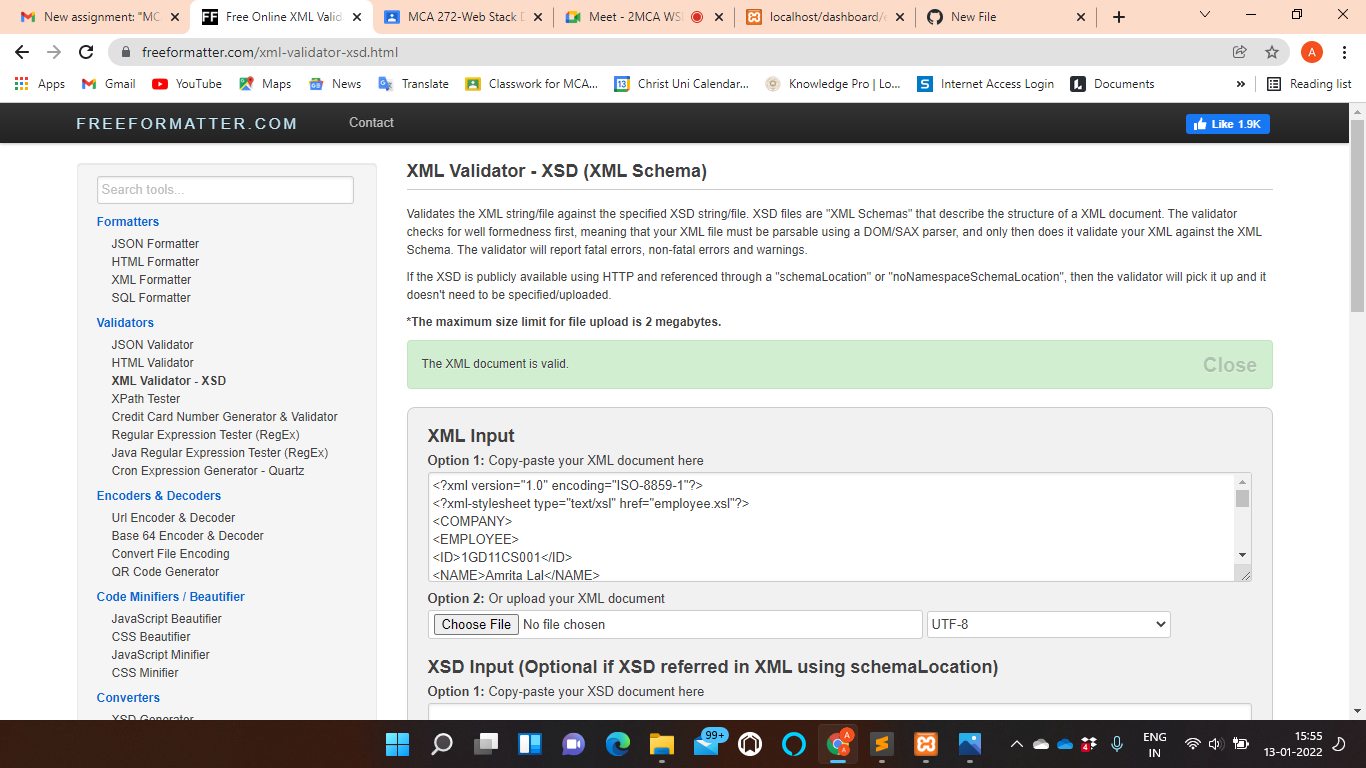 New assignment: "MC
Free Online XML Valid
MCA 272-Web Stack D
Meet - 2MCA WS
localhost/dashboard/e
New File
freeformatter.com/xml-validator-xsd.html
A
Apps
Gmail
YouTube
Maps
News
Translate
Classwork for MCA...
Christ Uni Calendar...
Knowledge Pro | Lo...
Internet Access Login
Documents
»
Reading list
FREEFORMATTER.COM
Contact
Like 1.9K
Search tools...
Formatters
JSON Formatter
HTML Formatter
XML Formatter
SQL Formatter
Validators
JSON Validator
HTML Validator
XML Validator - XSD
XPath Tester
Credit Card Number Generator & Validator
Regular Expression Tester (RegEx)
Java Regular Expression Tester (RegEx)
Cron Expression Generator - Quartz
Encoders & Decoders
Url Encoder & Decoder
Base 64 Encoder & Decoder
Convert File Encoding
QR Code Generator
Code Minifiers / Beautifier
JavaScript Beautifier
CSS Beautifier
JavaScript Minifier
CSS Minifier
Converters
XSD Generator
XML Validator - XSD (XML Schema)
Validates the XML string/file against the specified XSD string/file. XSD files are "XML Schemas" that describe the structure of a XML document. The validator
checks for well formedness first, meaning that your XML file must be parsable using a DOM/SAX parser, and only then does it validate your XML against the XML
Schema. The validator will report fatal errors, non-fatal errors and warnings.
If the XSD is publicly available using HTTP and referenced through a "schemaLocation" or "noNamespaceSchemaLocation", then the validator will pick it up and it
doesn't need to be specified/uploaded.
*The maximum size limit for file upload is 2 megabytes.
The XML document is valid.
Close
XML Input
Option 1: Copy-paste your XML document here
<?xml version="1.0" encoding="ISO-8859-1"?>
<?xml-stylesheet type="text/xsl" href="employee.xsl"?>
<COMPANY>
<EMPLOYEE>
<ID>1GD11CS001</ID>
<NAME>Amrita Lal</NAME>
Option 2: Or upload your XML document
Choose File No file chosen
UTF-8
XSD Input (Optional if XSD referred in XML using schemaLocation)
Option 1: Copy-paste your XSD document here
99+
A
4
ENG
IN
15:55
13-01-2022